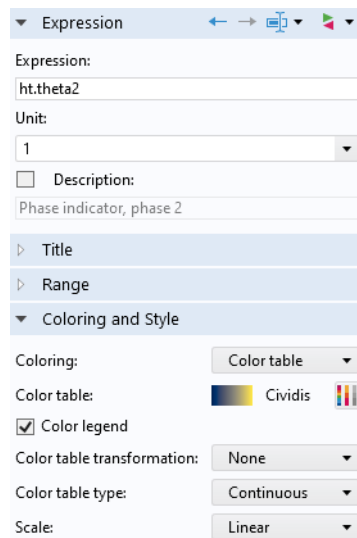 Expression
Expression:
ht.theta2
Unit:
1
Description:
Phase indicator, phase 2
Title
Range
Coloring and Style
Coloring: Color table
Color table: Cividis
Color legend
Color table transformation: None
Color table type: Continuous
Scale: Linear